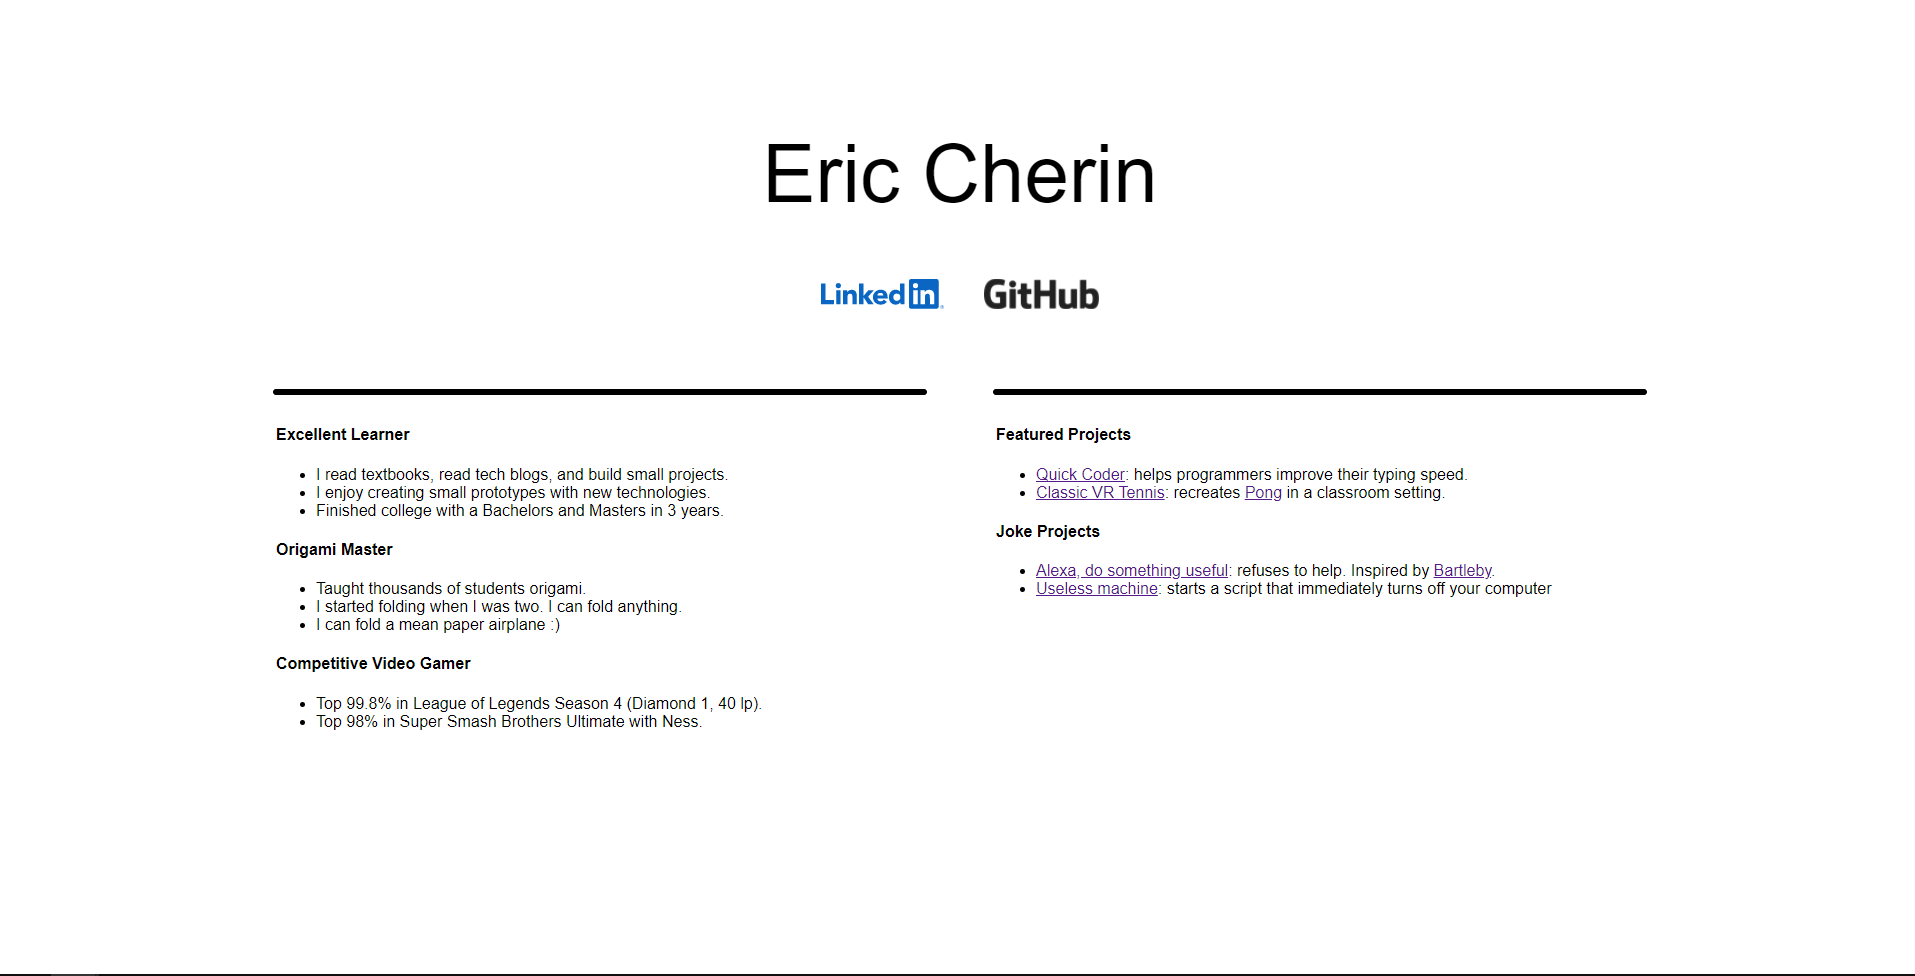 Eric Cherin
LinkedIn GitHub
Excellent Learner
I read textbooks, read tech blogs, and build small projects.
I enjoy creating small prototypes with new technologies.
Finished college with a Bachelors and Masters in 3 years.
Origami Master
Taught thousands of students origami.
I started folding when I was two. I can fold anything.
I can fold a mean paper airplane :)
Competitive Video Gamer
Top 99.8% in League of Legends Season 4 (Diamond 1, 40 lp).
Top 98% in Super Smash Brothers Ultimate with Ness.
Featured Projects
Quick Coder: helps programmers improve their typing speed.
Classic VR Tennis: recreates Pong in a classroom setting.
Joke Projects
Alexa, do something useful: refuses to help. Inspired by Bartleby.
Useless machine: starts a script that immediately turns off your computer